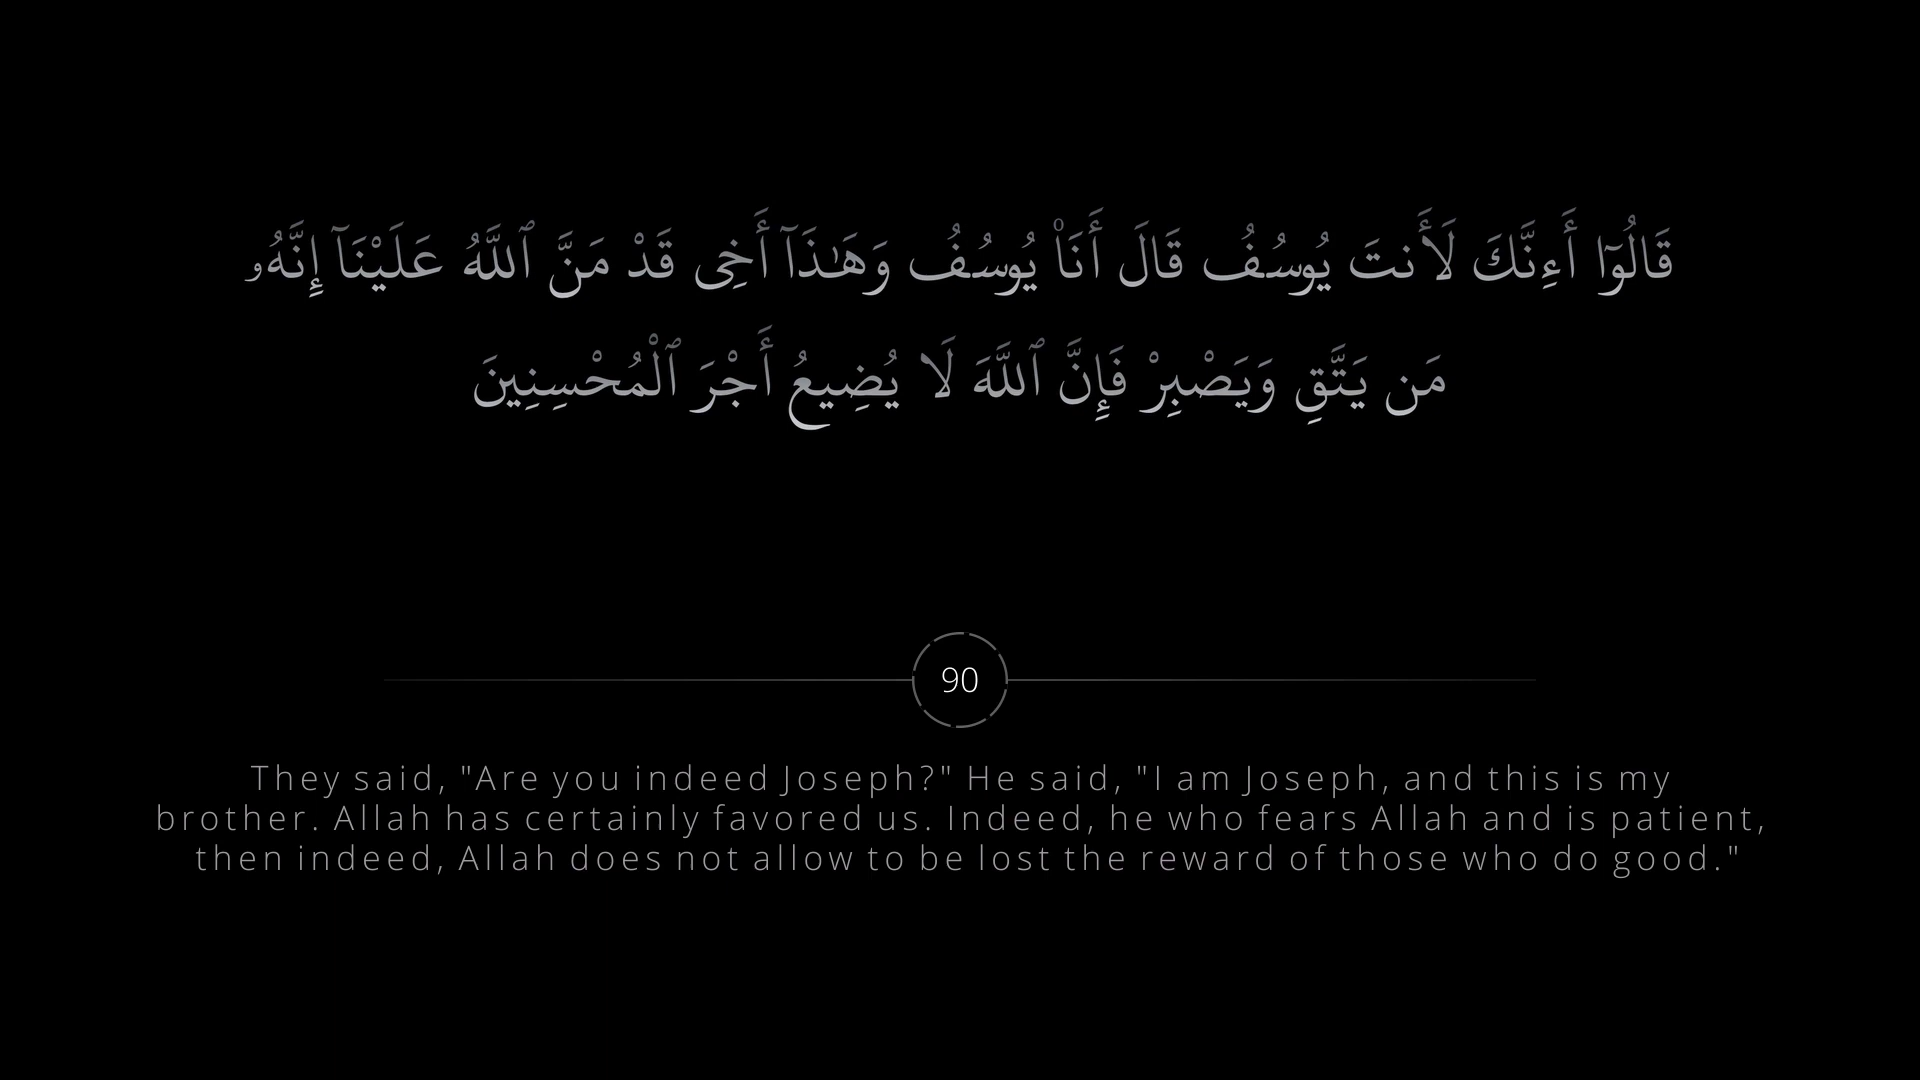 قَالُوٓا۟ أَءِنَّكَ لَأَنتَ يُوسُفُ قَالَ أَنَا۠ يُوسُفُ وَهَـٰذَآ أَخِى قَدْ مَنَّ ٱللَّهُ عَلَيْنَآ إِنَّهُۥ
مَن يَتَّقِ وَيَصْبِرْ فَإِنَّ ٱللَّهَ لَا يُضِيعُ أَجْرَ ٱلْمُحْسِنِينَ
90
They said, "Are you indeed Joseph?" He said, "I am Joseph, and this is my
brother. Allah has certainly favored us. Indeed, he who fears Allah and is patient,
then indeed, Allah does not allow to be lost the reward of those who do good."